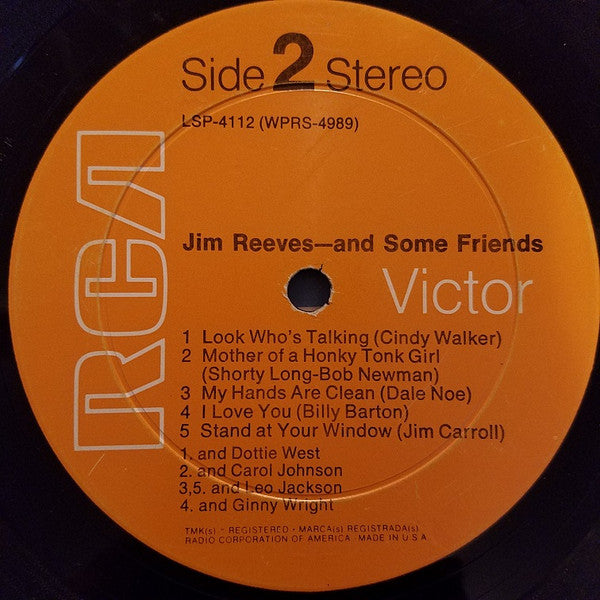 Side 2 Stereo
LSP-4112 (WPRS-4989)
RCA
Jim Reeves—and Some Friends
Victor
1 Look Who's Talking (Cindy Walker)
2 Mother of a Honky Tonk Girl
(Shorty Long-Bob Newman)
3 My Hands Are Clean (Dale Noe)
4 I Love You (Billy Barton)
5 Stand at Your Window (Jim Carroll)
1. and Dottie West
2. and Carol Johnson
3,5. and Leo Jackson
4. and Ginny Wright
TMK(s) ® REGISTERED • MARCA(s) REGISTRADA(s)
RADIO CORPORATION OF AMERICA. MADE IN U.S.A.